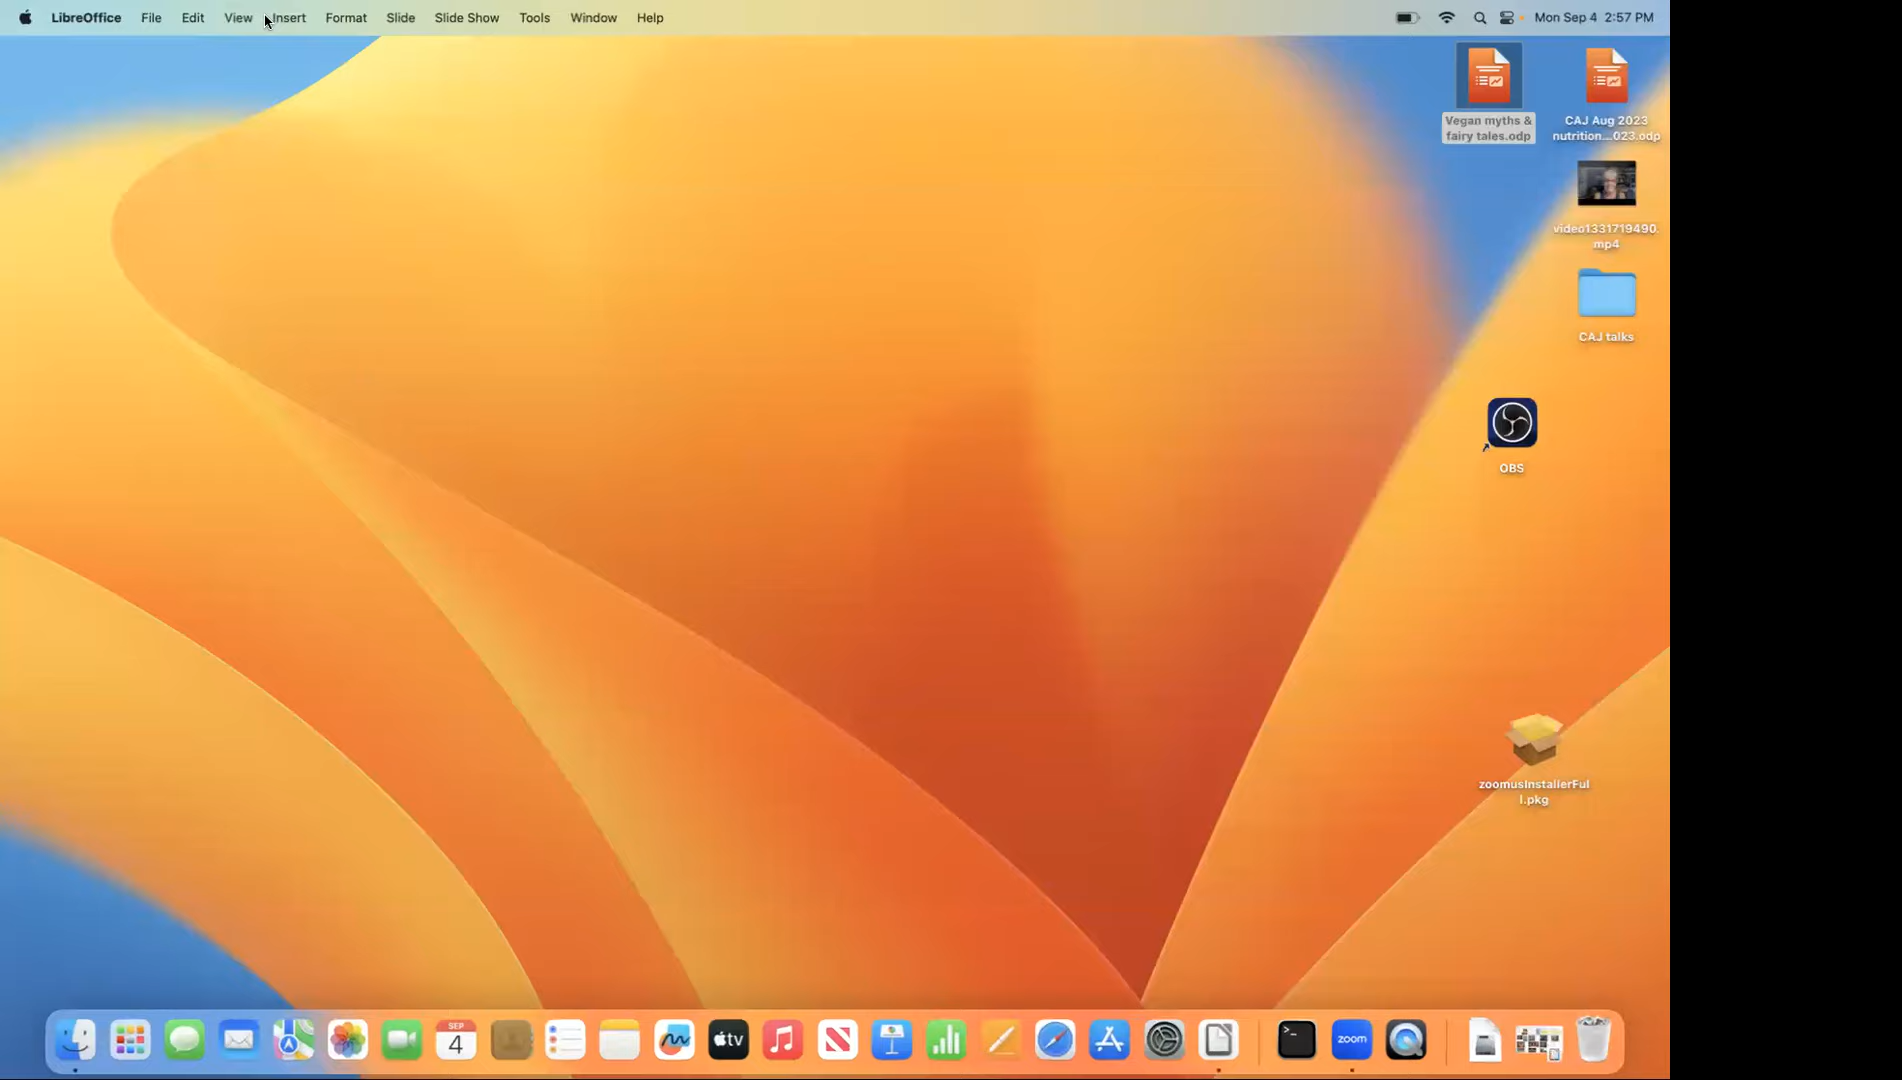 LibreOffice File Edit View Insert Format Slide Slide Show Tools Window Help Mon Sep 4 2:57 PM
Vegan myths &
fairy tales.odp
CAJ Aug 2023
nutrition...023.odp
video1331719490.
mp4
CAJ talks
OBS
zoomusInstallerFul
l.pkg
SEP
4
tv
zoom